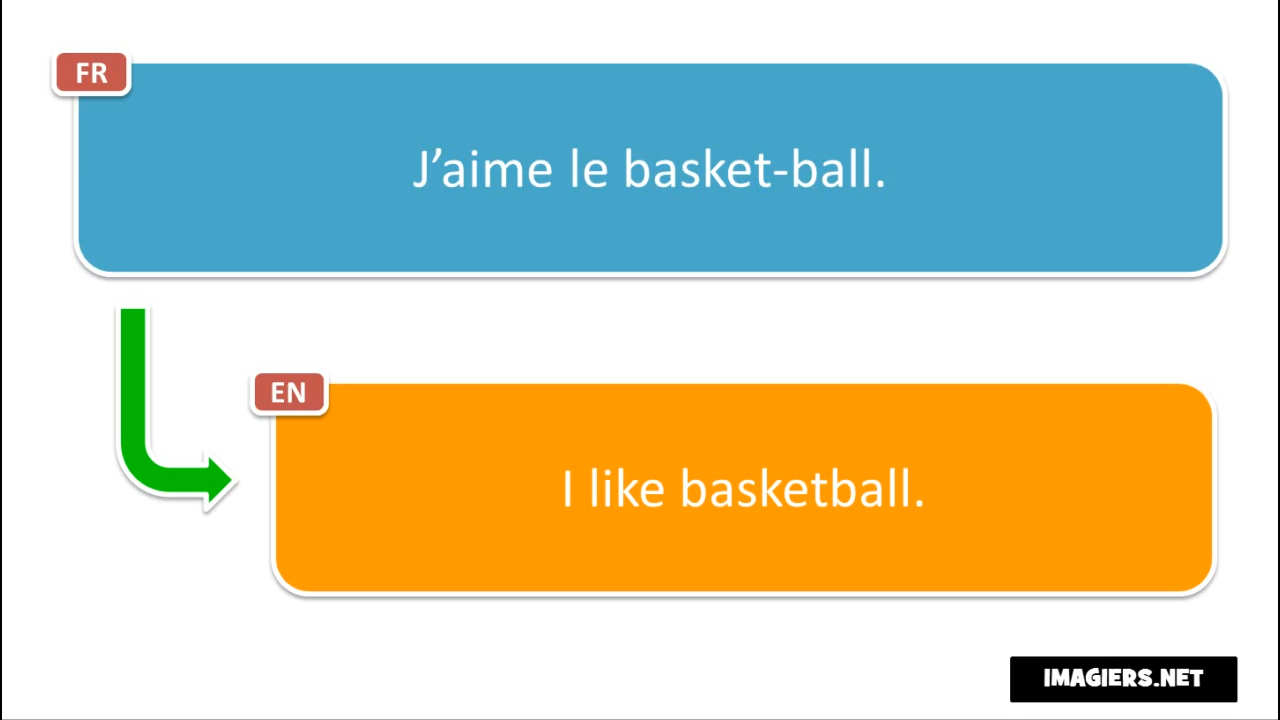 FR
J’aime le basket-ball.
EN
I like basketball.
IMAGIERS.NET